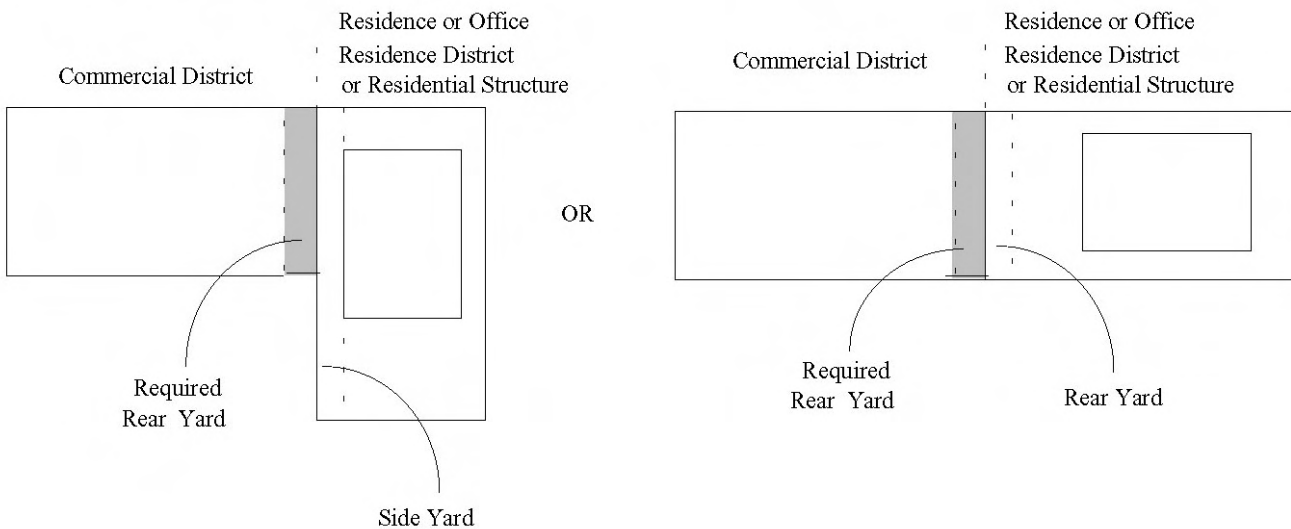 Commercial District
Residence or Office
Residence District
or Residential Structure
Required
Rear Yard
Side Yard
OR
Commercial District
Residence or Office
Residence District
or Residential Structure
Required
Rear Yard
Rear Yard